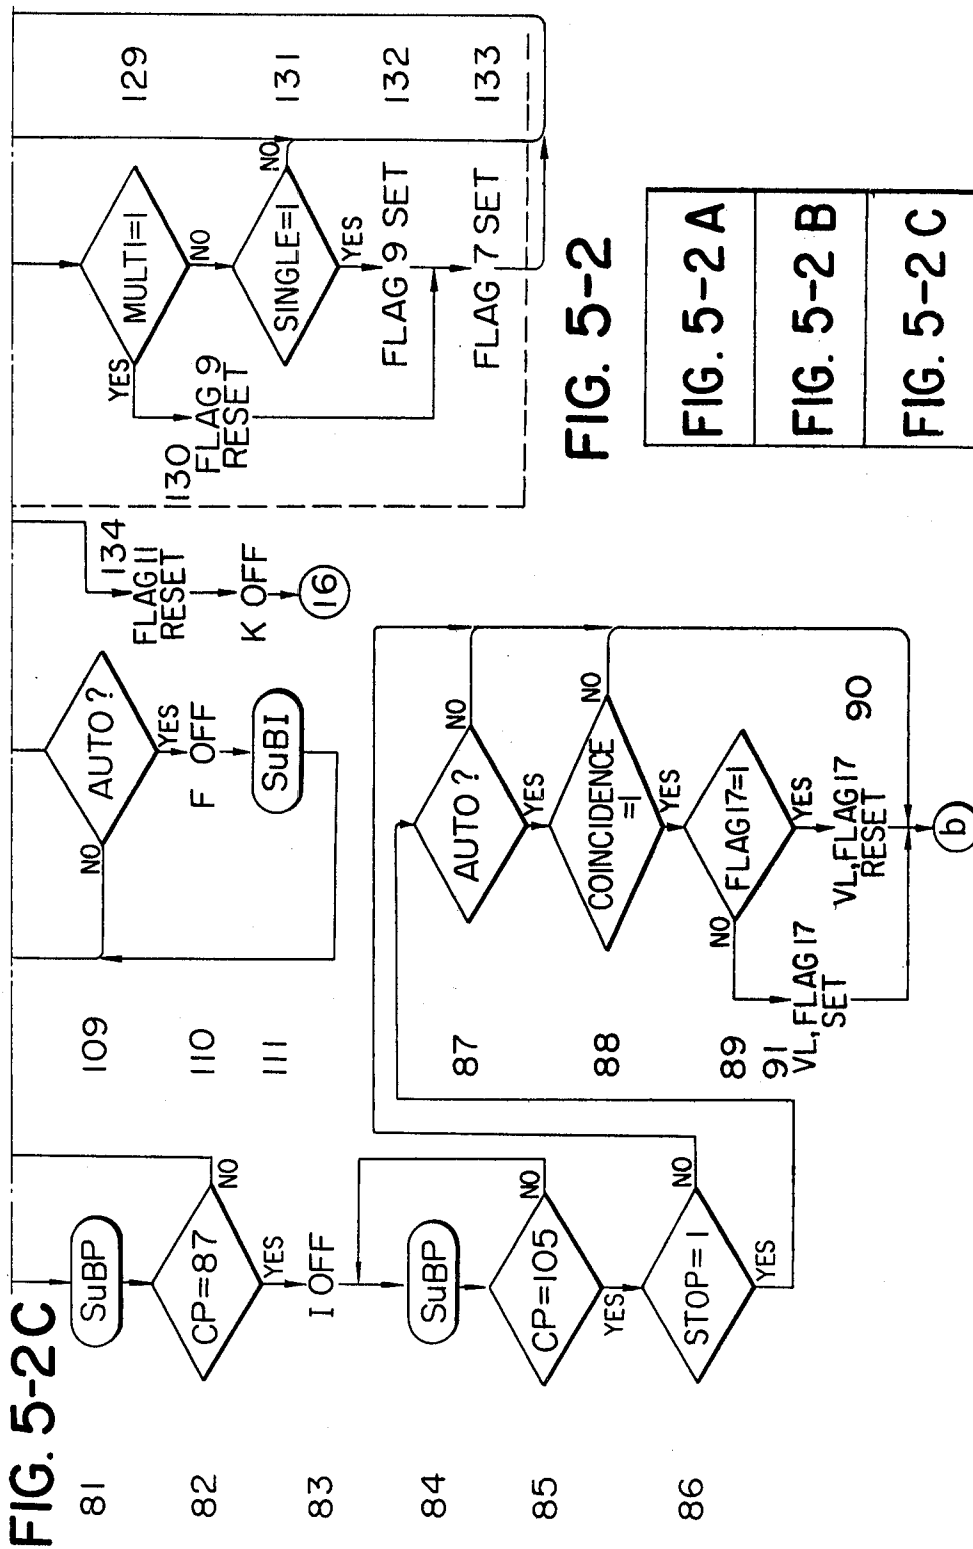 FIG. 5-2C
81
SuBP
82
CP=87
NO
YES
83
I OFF
84
SuBP
85
CP=105
NO
YES
86
STOP=1
NO
YES
109
AUTO?
NO
YES
110
F OFF
111
SuBI
87
AUTO?
NO
YES
88
COINCIDENCE
=1
NO
YES
89
FLAG17=1
NO
YES
91
VL,FLAG17
SET
90
VL,FLAG17
RESET
b
134
FLAG11
RESET
K OFF
16
129
MULTI=1
YES
NO
130
FLAG 9
RESET
131
SINGLE=1
NO
YES
132
FLAG 9 SET
133
FLAG 7 SET
FIG. 5-2
FIG. 5-2A
FIG. 5-2B
FIG. 5-2C